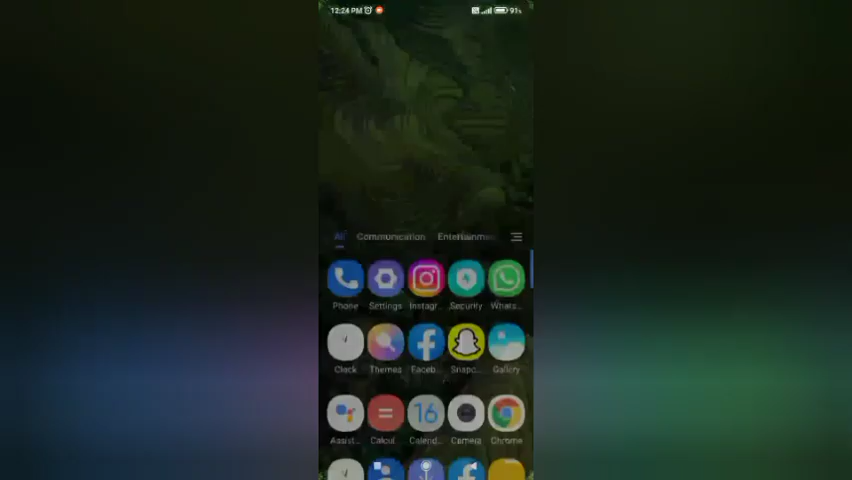 12:24 PM 91%
All Communication Entertainme
Phone Settings Instagr... Security Whats...
Clock Themes Faceb... Snapc... Gallery
16
Assist... Calcul... Calend... Camera Chrome